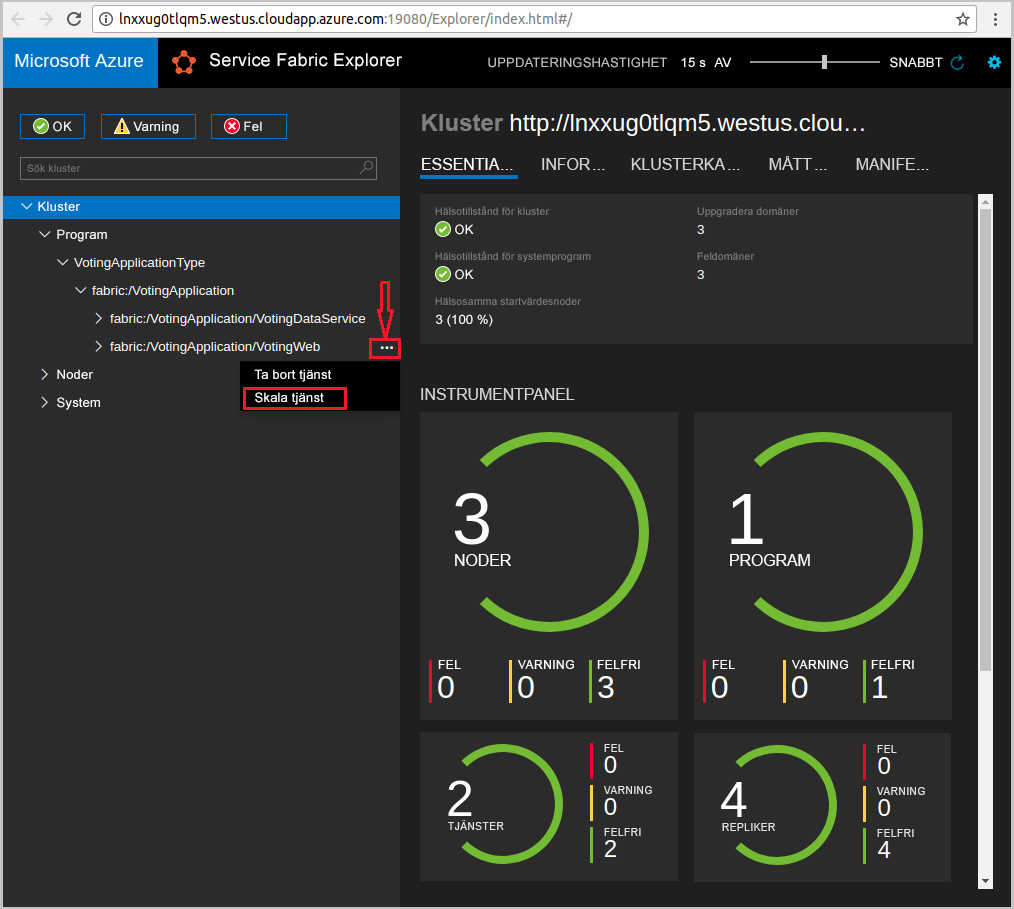 lnxxug0tlqm5.westus.cloudapp.azure.com:19080/Explorer/index.html#/
Microsoft Azure
Service Fabric Explorer
UPPDATERINGSHASTIGHET 15 s AV SNABBT
OK
Varning
Fel
Sök kluster
Kluster
Program
VotingApplicationType
fabric:/VotingApplication
fabric:/VotingApplication/VotingDataService
fabric:/VotingApplication/VotingWeb
Ta bort tjänst
Skala tjänst
Noder
System
Kluster http://lnxxug0tlqm5.westus.clou…
ESSENTIA... INFOR ... KLUSTERKA ... MÅTT ... MANIFE...
Hälsotillstånd för kluster
OK
Uppgradera domäner
3
Hälsotillstånd för systemprogram
OK
Feldomäner
3
Hälsosamma startvärdesnoder
3 (100 %)
INSTRUMENTPANEL
3
NODER
FEL
0
VARNING
0
FELFRI
3
1
PROGRAM
FEL
0
VARNING
0
FELFRI
1
2
TJÄNSTER
FEL
0
VARNING
0
FELFRI
2
4
REPLIKER
FEL
0
VARNING
0
FELFRI
4